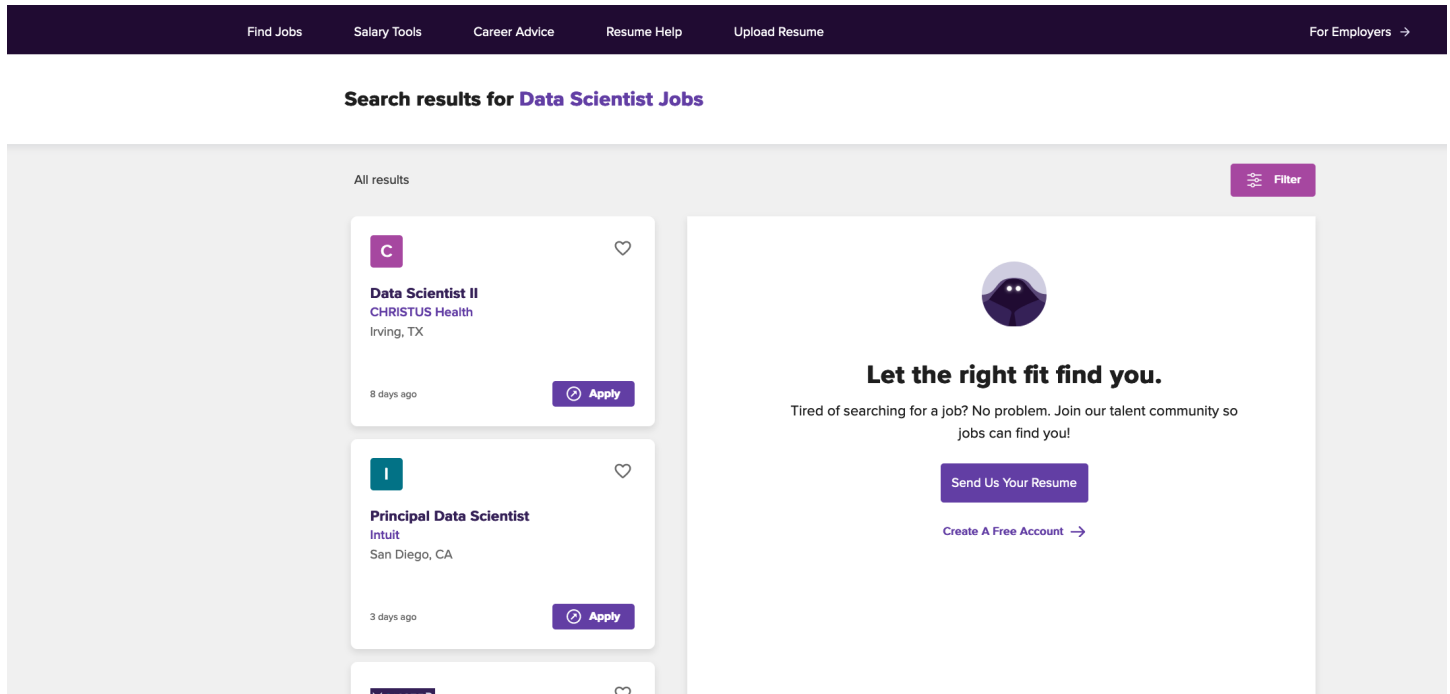 Find Jobs
Salary Tools
Career Advice
Resume Help
Upload Resume
For Employers →
Search results for Data Scientist Jobs
All results
Filter
C
Data Scientist II
CHRISTUS Health
Irving, TX
8 days ago
Apply
I
Principal Data Scientist
Intuit
San Diego, CA
3 days ago
Apply
Let the right fit find you.
Tired of searching for a job? No problem. Join our talent community so
jobs can find you!
Send Us Your Resume
Create A Free Account →